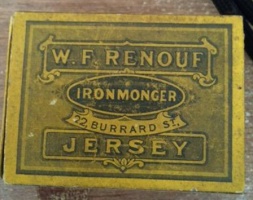 W. F. RENOUF
IRONMONGER
22, BURRARD ST.
JERSEY